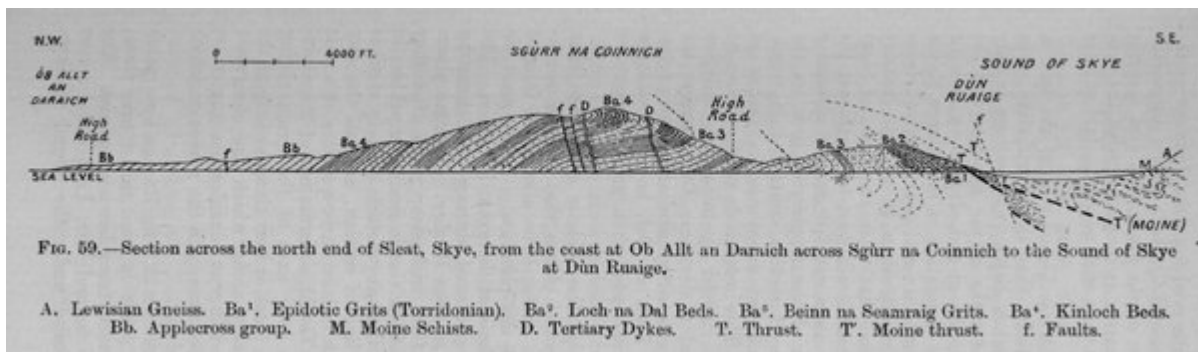 N.W.
S.E.
0 4000 FT.
SGÙRR NA COINNICH
SOUND OF SKYE
ÒB ALLT
AN
DARAICH
DÙN
RUAIGE
High
Road
High
Road
Bb
f
Bb
Ba.4
f f D
Ba.4
D
Ba.3
Ba.3
Ba.2
Ba.1
T
T'
f
M
A
SEA LEVEL
T' (MOINE)
FIG. 59.—Section across the north end of Sleat, Skye, from the coast at Ob Allt an Daraich across Sgùrr na Coinnich to the Sound of Skye
at Dùn Ruaige.
A. Lewisian Gneiss. Ba¹. Epidotic Grits (Torridonian). Ba². Loch na Dal Beds. Ba³. Beinn na Seamraig Grits. Ba⁴. Kinloch Beds.
Bb. Applecross group. M. Moine Schists. D. Tertiary Dykes. T. Thrust. T'. Moine thrust. f. Faults.